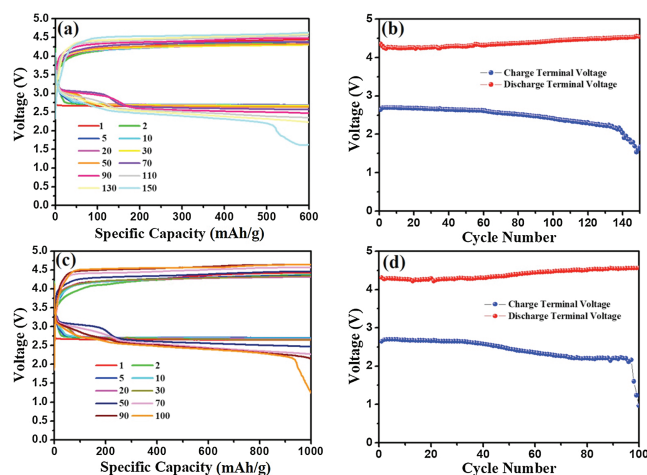 (a)
5.0
4.5
4.0
3.5
3.0
2.5
2.0
1.5
1.0
0.5
0.0
Voltage (V)
1 2
5 10
20 30
50 70
90 110
130 150
0 100 200 300 400 500 600
Specific Capacity (mAh/g)
(b)
5
4
3
2
1
0
Voltage (V)
Charge Terminal Voltage
Discharge Terminal Voltage
0 20 40 60 80 100 120 140
Cycle Number
(c)
5.0
4.5
4.0
3.5
3.0
2.5
2.0
1.5
1.0
0.5
0.0
Voltage (V)
1 2
5 10
20 30
50 70
90 100
0 200 400 600 800 1000
Specific Capacity (mAh/g)
(d)
6
4
2
0
Voltage (V)
Charge Terminal Voltage
Discharge Terminal Voltage
0 20 40 60 80 100
Cycle Number